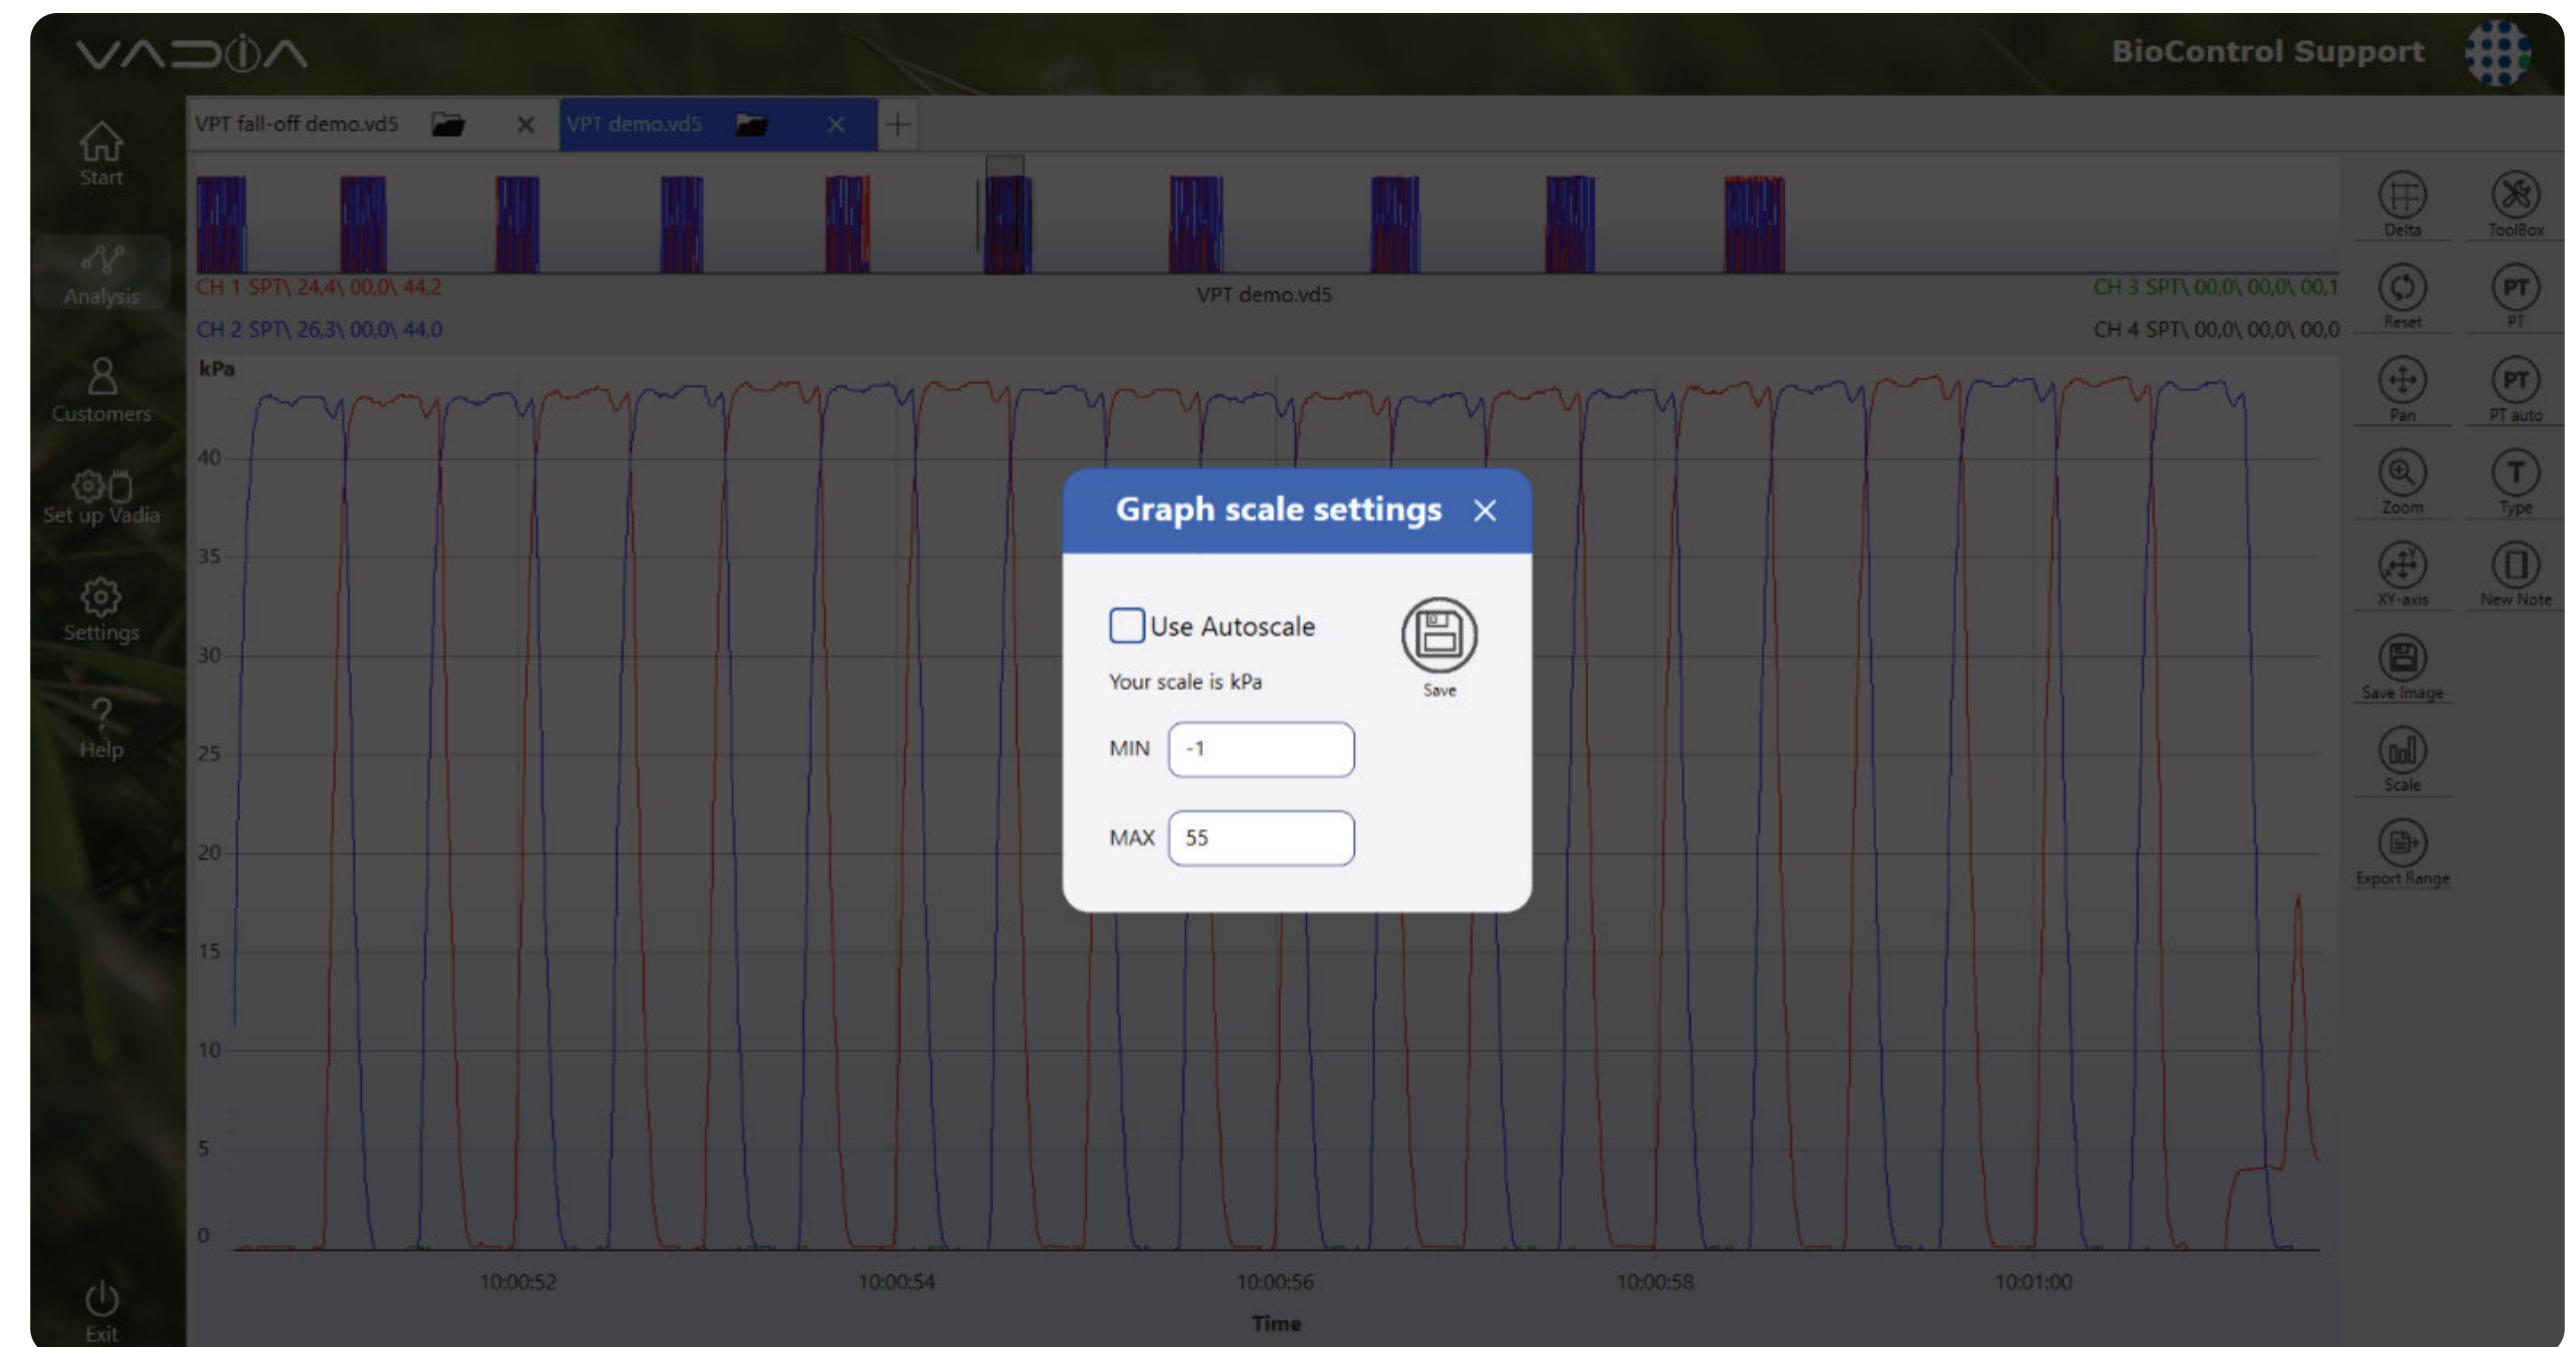 VADIA
BioControl Support
VPT fall-off demo.vd5
VPT demo.vd5
Start
Analysis
Customers
Set up Vadia
Settings
Help
Exit
CH 1 SPT\ 24,4\ 00,0\ 44,2
CH 2 SPT\ 26,3\ 00,0\ 44,0
VPT demo.vd5
CH 3 SPT\ 00,0\ 00,0\ 00,1
CH 4 SPT\ 00,0\ 00,0\ 00,0
kPa
40
35
30
25
20
15
10
5
0
10:00:52
10:00:54
10:00:56
10:00:58
10:01:00
Time
Graph scale settings
Use Autoscale
Your scale is kPa
Save
MIN -1
MAX 55
Delta
ToolBox
Reset
PT
PT
Pan
PT
PT auto
Zoom
T
Type
X Y
XY-axis
New Note
Save Image
Scale
Export Range